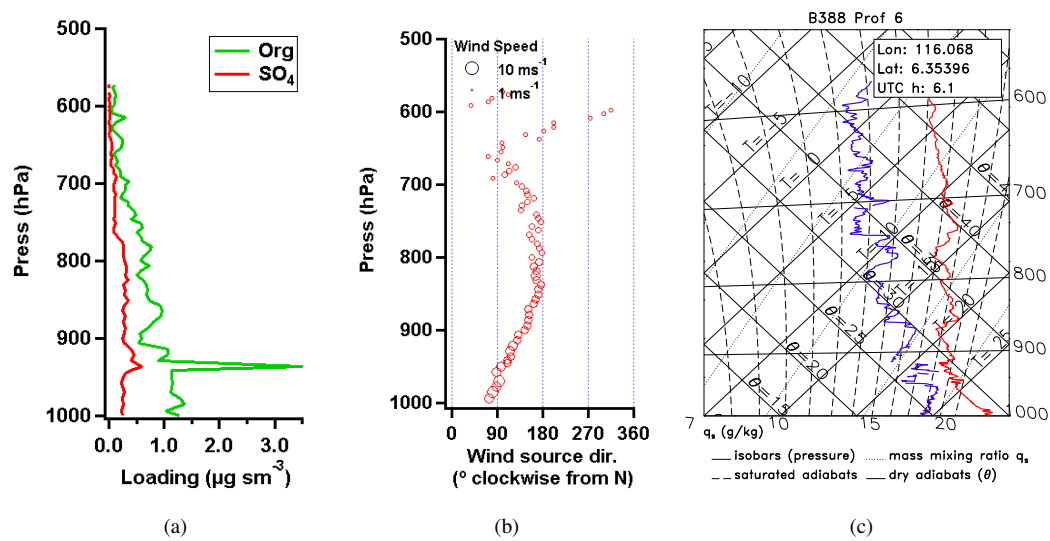 500
600
700
800
900
1000
Press (hPa)
Org
SO4
0.0
1.0
2.0
3.0
Loading (µg sm-3)
(a)
500
600
700
800
900
1000
Press (hPa)
Wind Speed
10 ms-1
1 ms-1
0
90
180
270
360
Wind source dir.
(º clockwise from N)
(b)
B388 Prof 6
Lon: 116.068
Lat: 6.35396
UTC h: 6.1
600
700
800
900
000
T=-10
T=-5
T= 0
T= 5
T= 20
T= 25
θ=40
θ=35
θ=30
θ=25
θ=20
θ=15
7
10
15
20
qs (g/kg)
isobars (pressure)
mass mixing ratio qs
saturated adiabats
dry adiabats (θ)
(c)